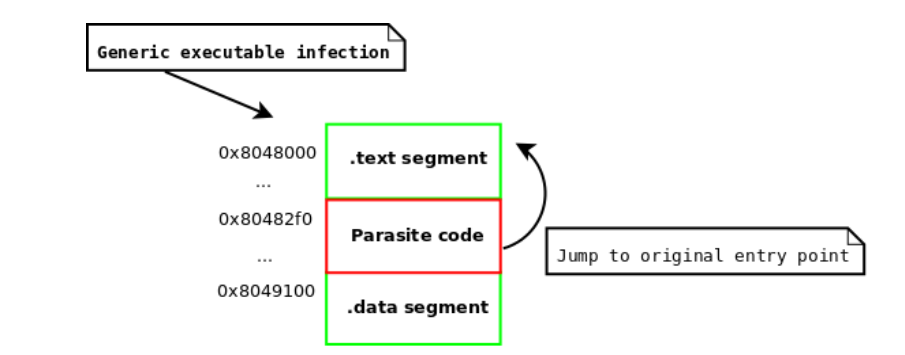 Generic executable infection
0x8048000
.text segment
...
0x80482f0
Parasite code
...
Jump to original entry point
0x8049100
.data segment